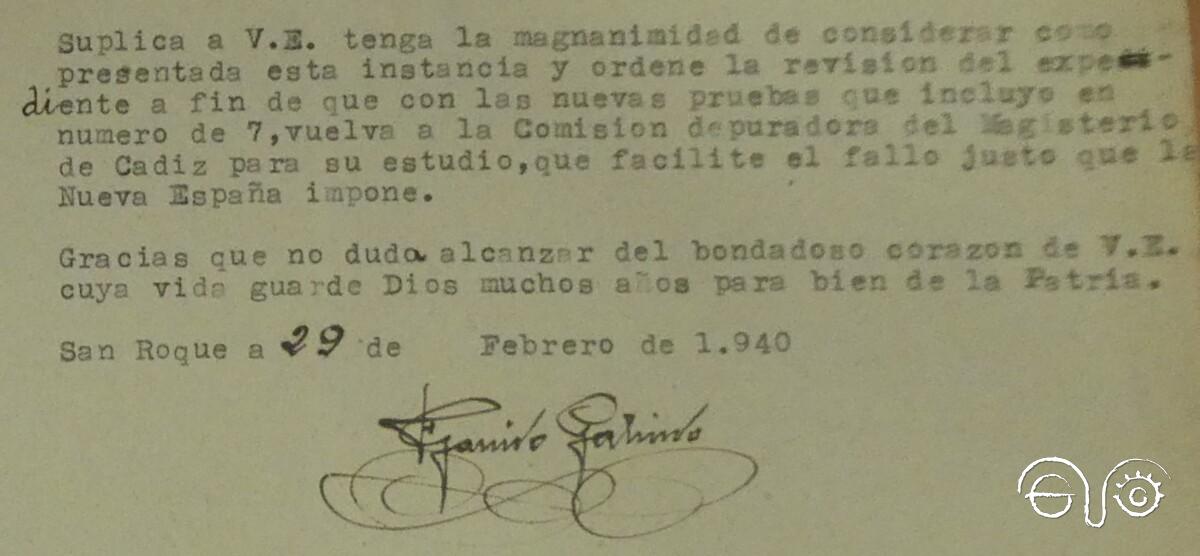 Suplica a V.E. tenga la magnanimidad de considerar como
presentada esta instancia y ordene la revision del expe-
diente a fin de que con las nuevas pruebas que incluyo en
numero de 7,vuelva a la Comision depuradora del Magisterio
de Cadiz para su estudio,que facilite el fallo justo que la
Nueva España impone.
Gracias que no duda alcanzar del bondadoso corazon de V.E.
cuya vida guarde Dios muchos años para bien de la Patria.
San Roque a 29 de Febrero de 1.940